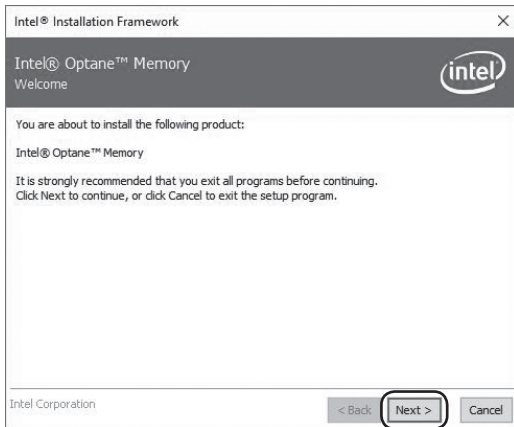 Intel® Installation Framework
Intel® Optane™ Memory
Welcome
intel
You are about to install the following product:
Intel® Optane™ Memory
It is strongly recommended that you exit all programs before continuing.
Click Next to continue, or click Cancel to exit the setup program.
Intel Corporation
< Back Next > Cancel